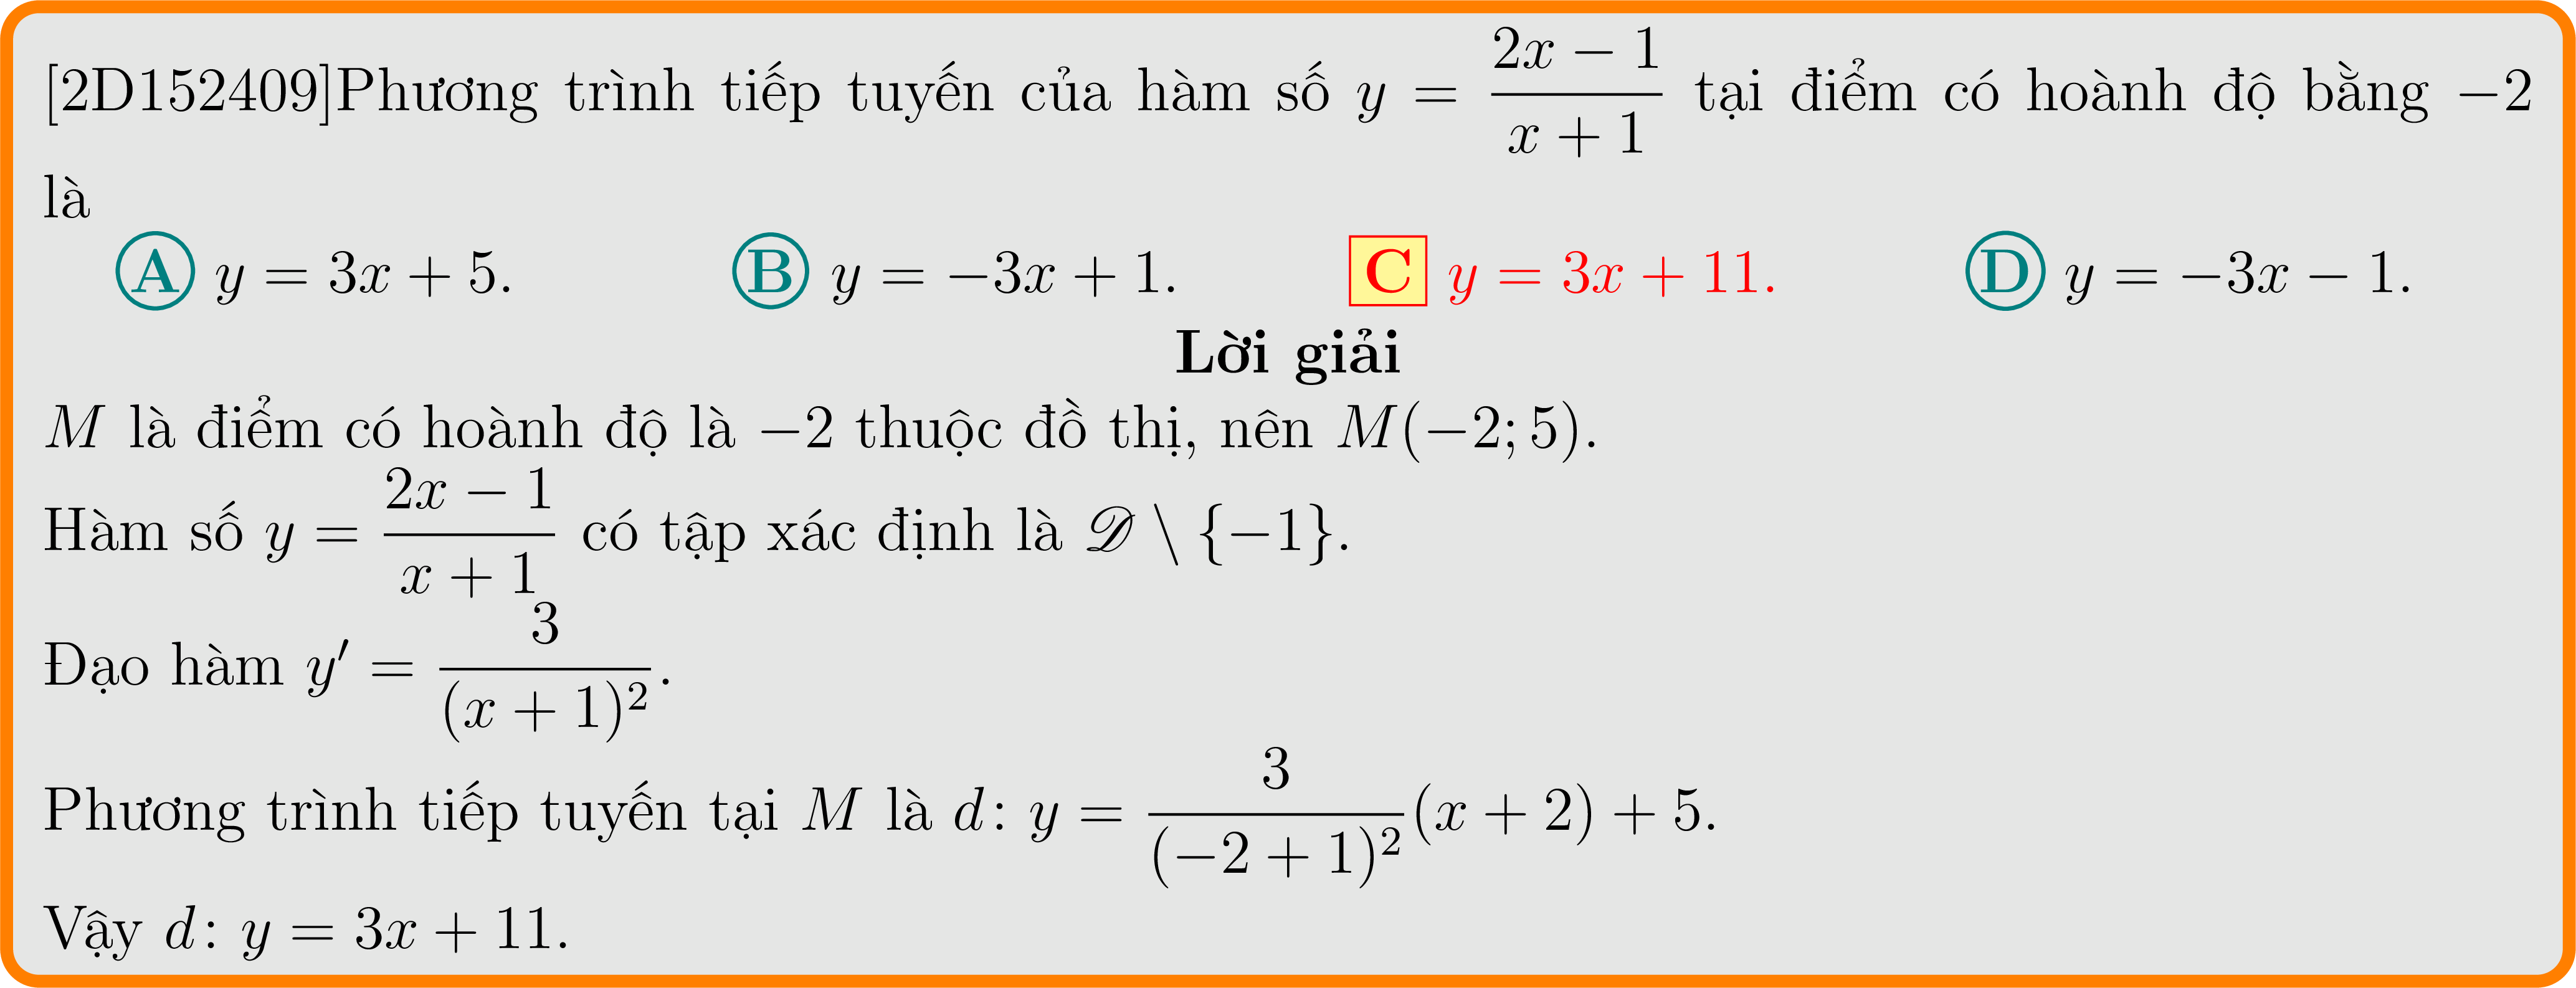 [2D152409]Phương trình tiếp tuyến của hàm số $y = \dfrac{2x-1}{x+1}$ tại điểm có hoành độ bằng $-2$
là
A $y = 3x + 5.$ B $y = -3x + 1.$ C $y = 3x + 11.$ D $y = -3x - 1.$
Lời giải
$M$ là điểm có hoành độ là $-2$ thuộc đồ thị, nên $M(-2; 5).$
Hàm số $y = \dfrac{2x-1}{x+1}$ có tập xác định là $\mathscr{D} \setminus \{-1\}.$
Đạo hàm $y' = \dfrac{3}{(x+1)^2}.$
Phương trình tiếp tuyến tại $M$ là $d\colon y = \dfrac{3}{(-2+1)^2}(x+2)+5.$
Vậy $d\colon y = 3x + 11.$